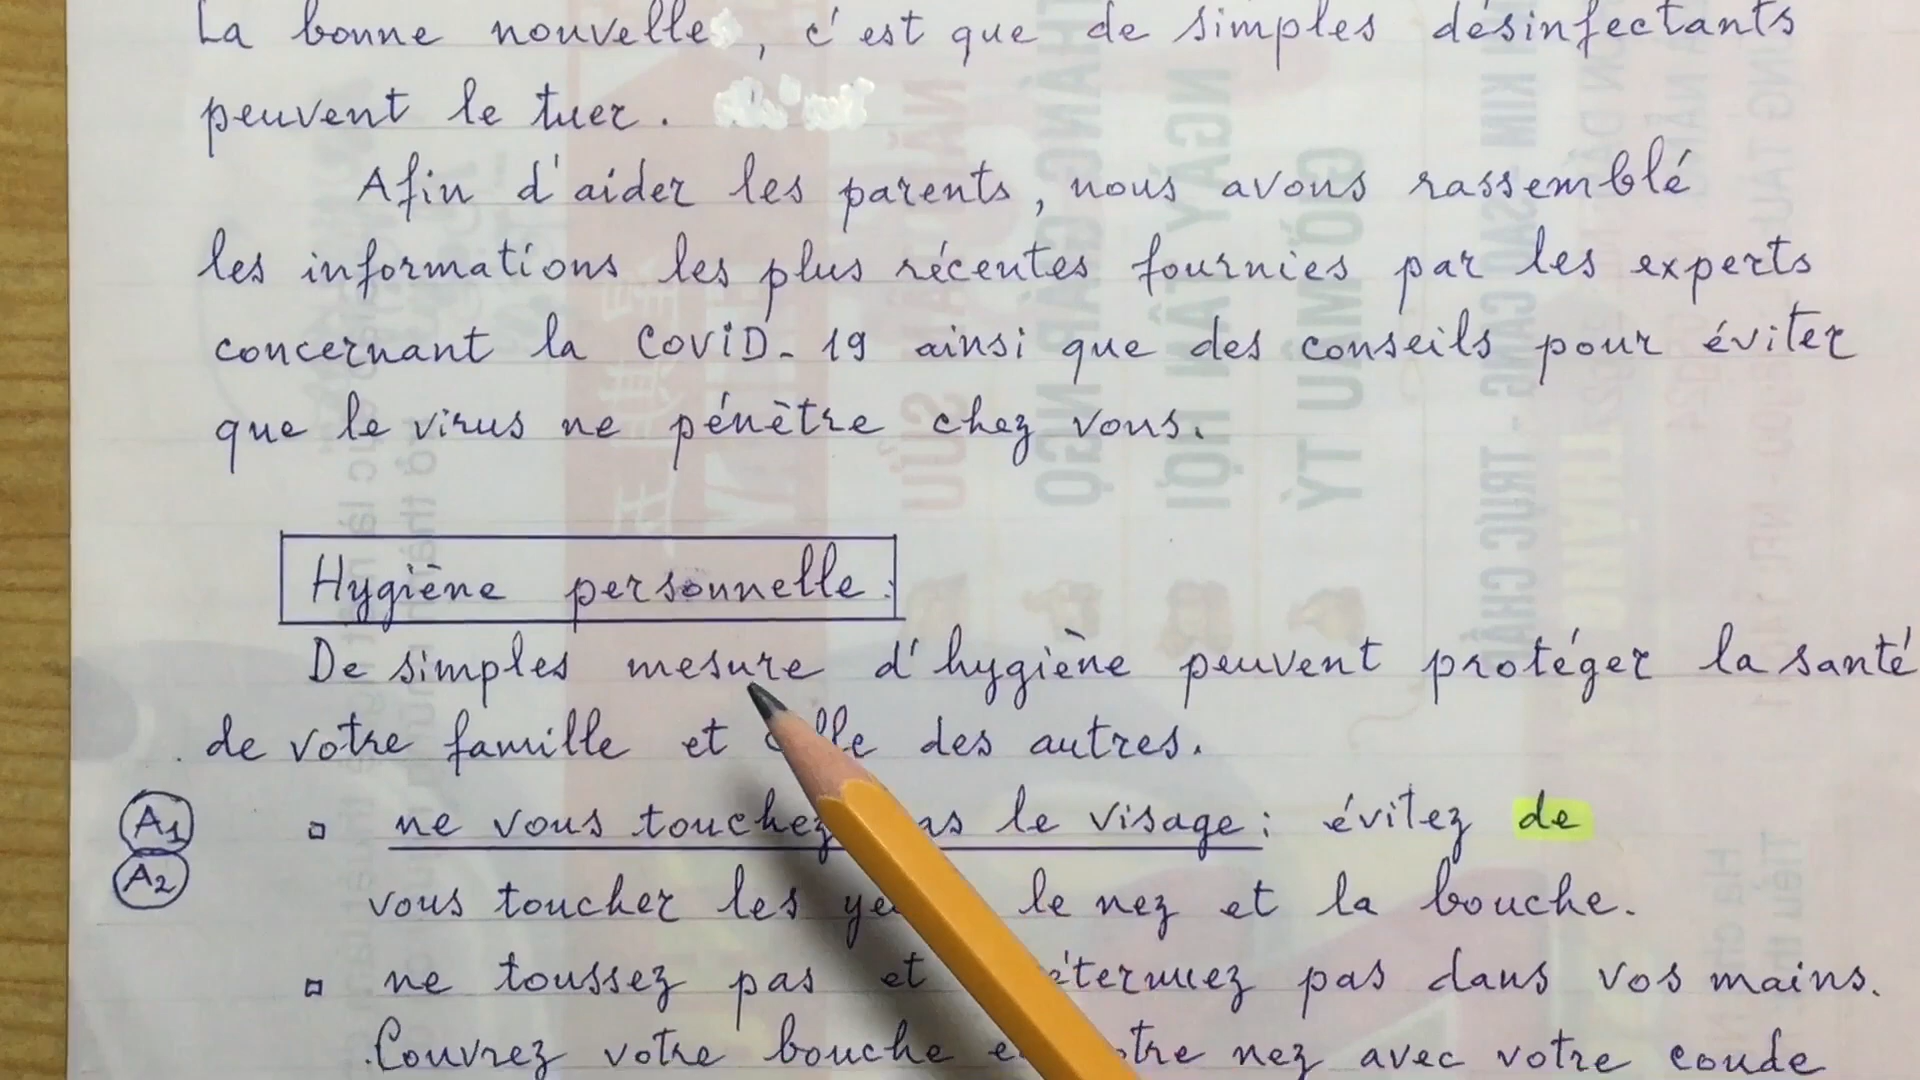 La bonne nouvelle, c'est que de simples désinfectants
peuvent le tuer.
Afin d'aider les parents, nous avons rassemblé
les informations les plus récentes fournies par les experts
concernant la COVID-19 ainsi que des conseils pour éviter
que le virus ne pénètre chez vous.
Hygiène personnelle:
De simples mesure d'hygiène peuvent protéger la santé
de votre famille et des autres.
A1 ▫ ne vous touchez le visage: évitez de
A2 vous toucher les le nez et la bouche.
▫ ne toussez pas et pas dans vos mains.
Couvrez votre bouche nez avec votre coude